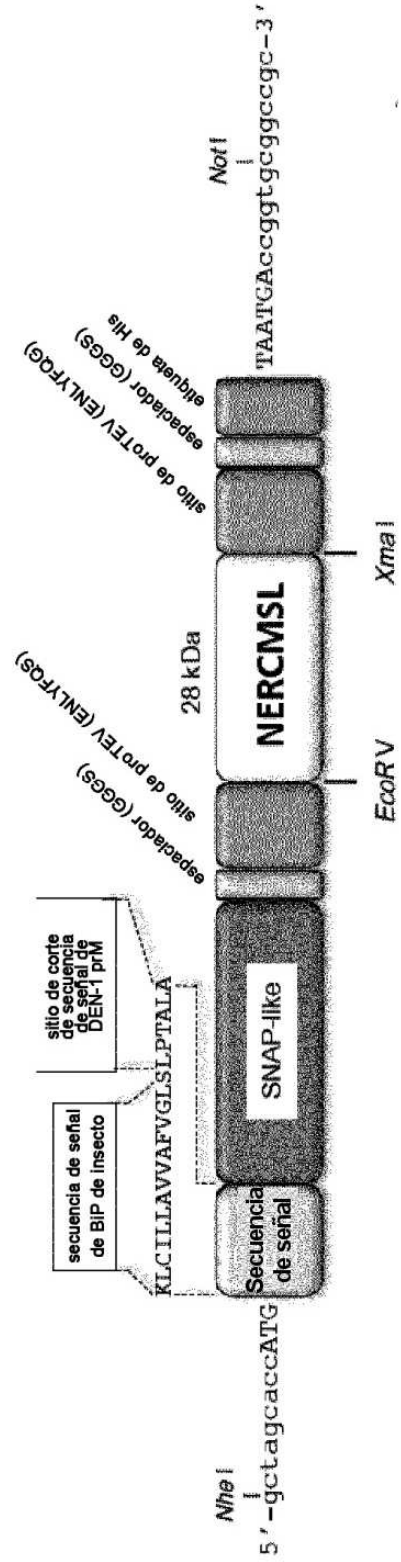 secuencia de señal
de BiP de insecto
sitio de corte
de secuencia
de señal de
DEN-1 prM
KLCILLAVVAFVGLSLPTALA
Nhe I
5'-gctagcaccATG
Secuencia
de señal
SNAP-like
espaciador (GGGS)
sitio de proTEV (ENLYFQS)
28 kDa
NERCMSL
EcoRV
XmaI
sitio de proTEV (ENLYFQG)
espaciador (GGGS)
etiqueta de His
TAATGAccggtgcggccgc-3'
Not I